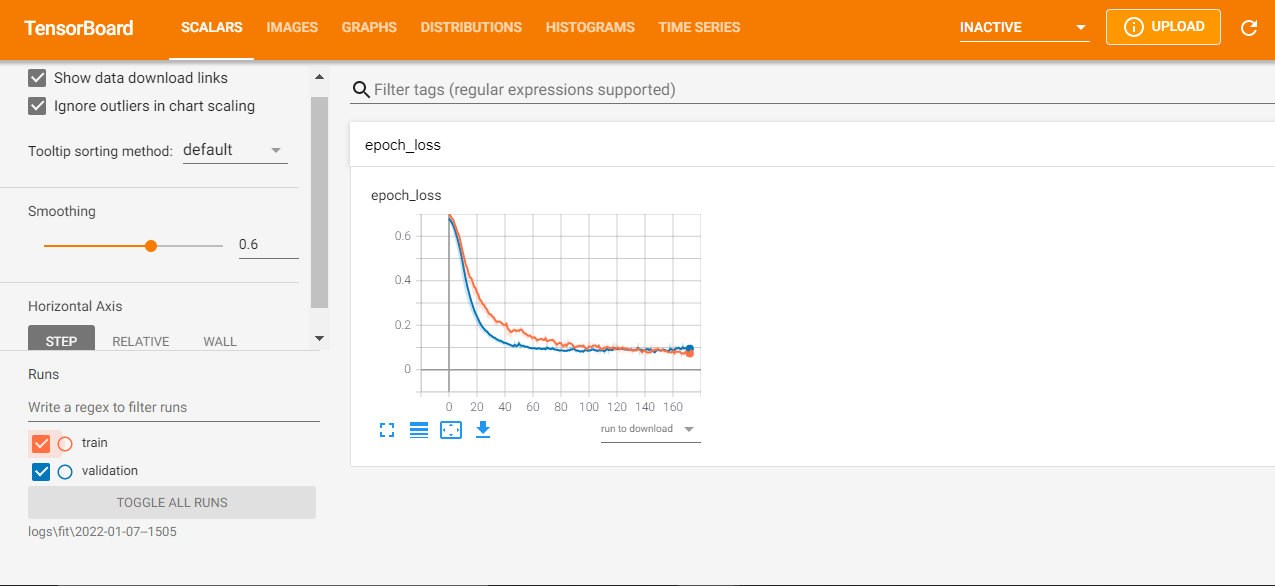 TensorBoard
SCALARS IMAGES GRAPHS DISTRIBUTIONS HISTOGRAMS TIME SERIES
INACTIVE
UPLOAD
Show data download links
Ignore outliers in chart scaling
Tooltip sorting method: default
Smoothing
0.6
Horizontal Axis
STEP RELATIVE WALL
Runs
Write a regex to filter runs
train
validation
TOGGLE ALL RUNS
logs\fit\2022-01-07--1505
Filter tags (regular expressions supported)
epoch_loss
epoch_loss
0.6
0.4
0.2
0
0 20 40 60 80 100 120 140 160
run to download